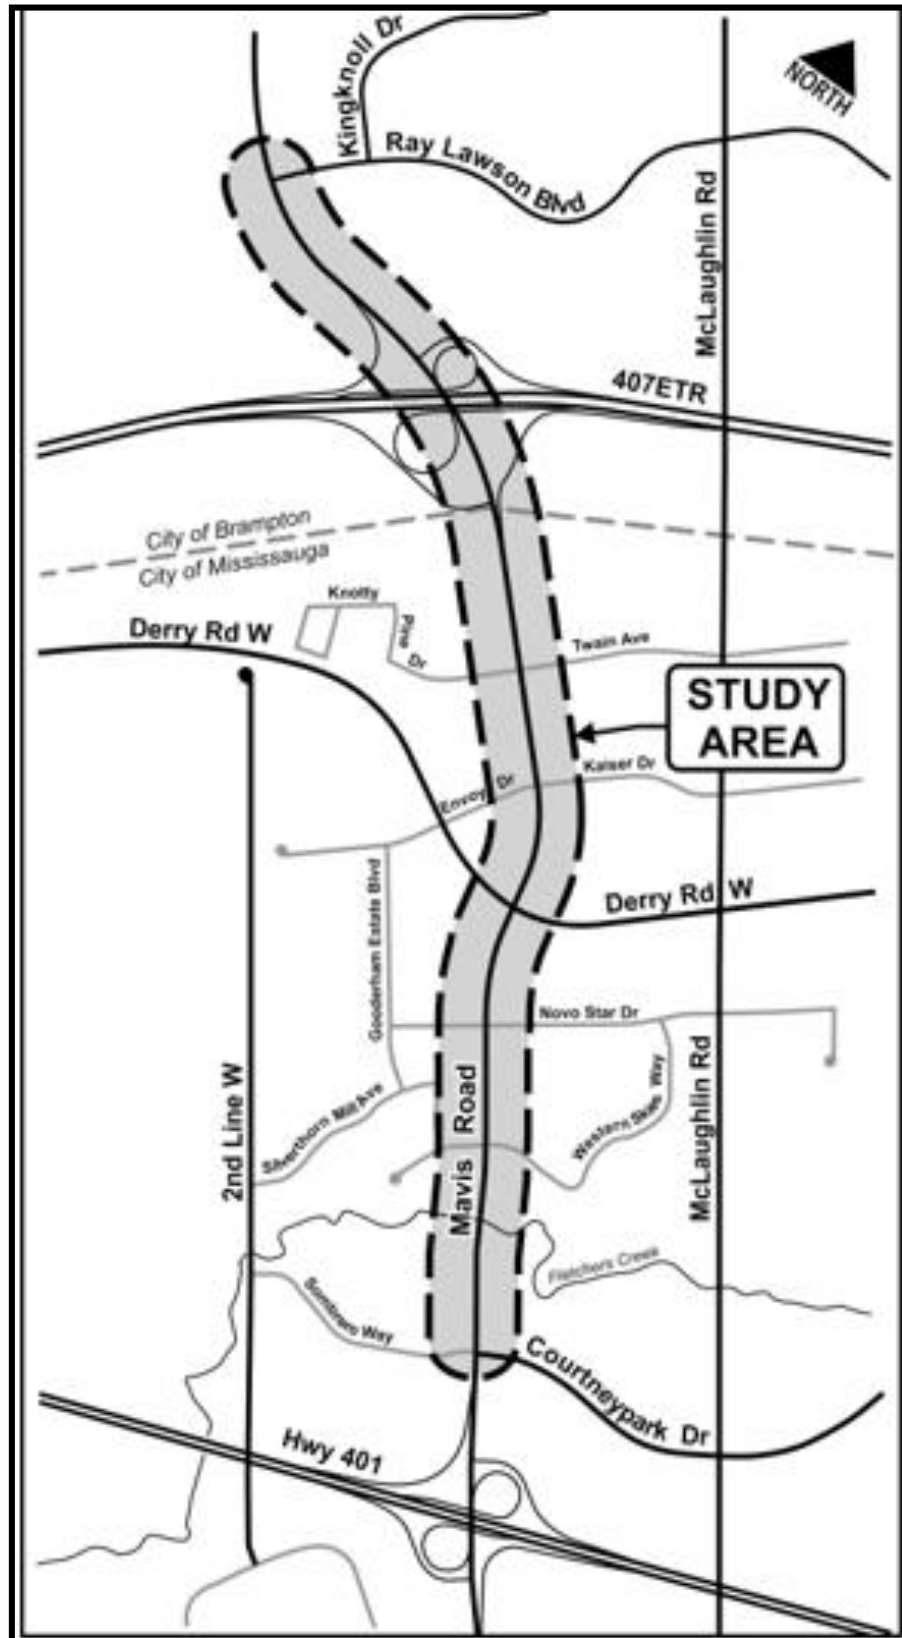 Kingknoll Dr
NORTH
Ray Lawson Blvd
McLaughlin Rd
407ETR
City of Brampton
City of Mississauga
Knotty
Pine
Dr
Derry Rd W
Twain Ave
STUDY
AREA
Kaiser Dr
Envoy Dr
Gooderham Estate Blvd
Derry Rd W
Novo Star Dr
2nd Line W
Silverthorn Mill Ave
Mavis Road
Western Skies Way
McLaughlin Rd
Fletchers Creek
Sombrero Way
Courtneypark Dr
Hwy 401